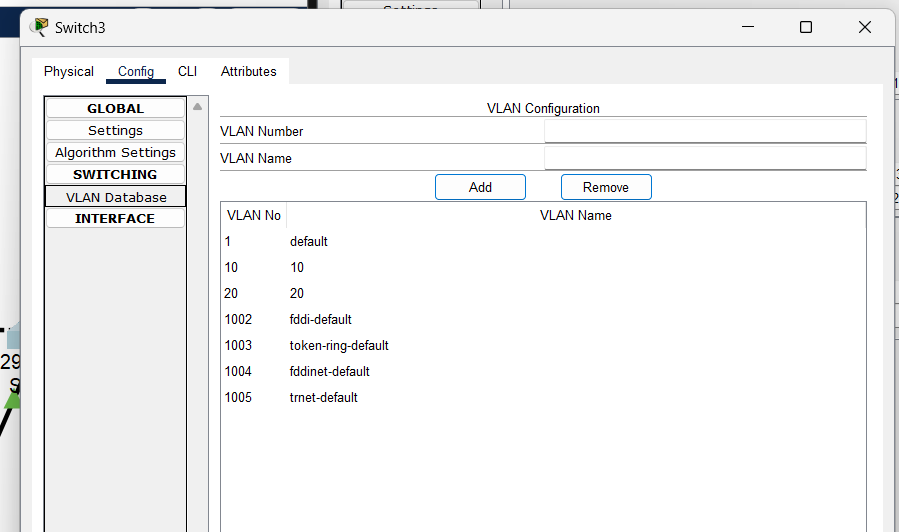 Settings
Switch3
Physical Config CLI Attributes
GLOBAL
Settings
Algorithm Settings
SWITCHING
VLAN Database
INTERFACE
VLAN Configuration
VLAN Number
VLAN Name
Add Remove
VLAN No VLAN Name
1 default
10 10
20 20
1002 fddi-default
1003 token-ring-default
1004 fddinet-default
1005 trnet-default
29
S